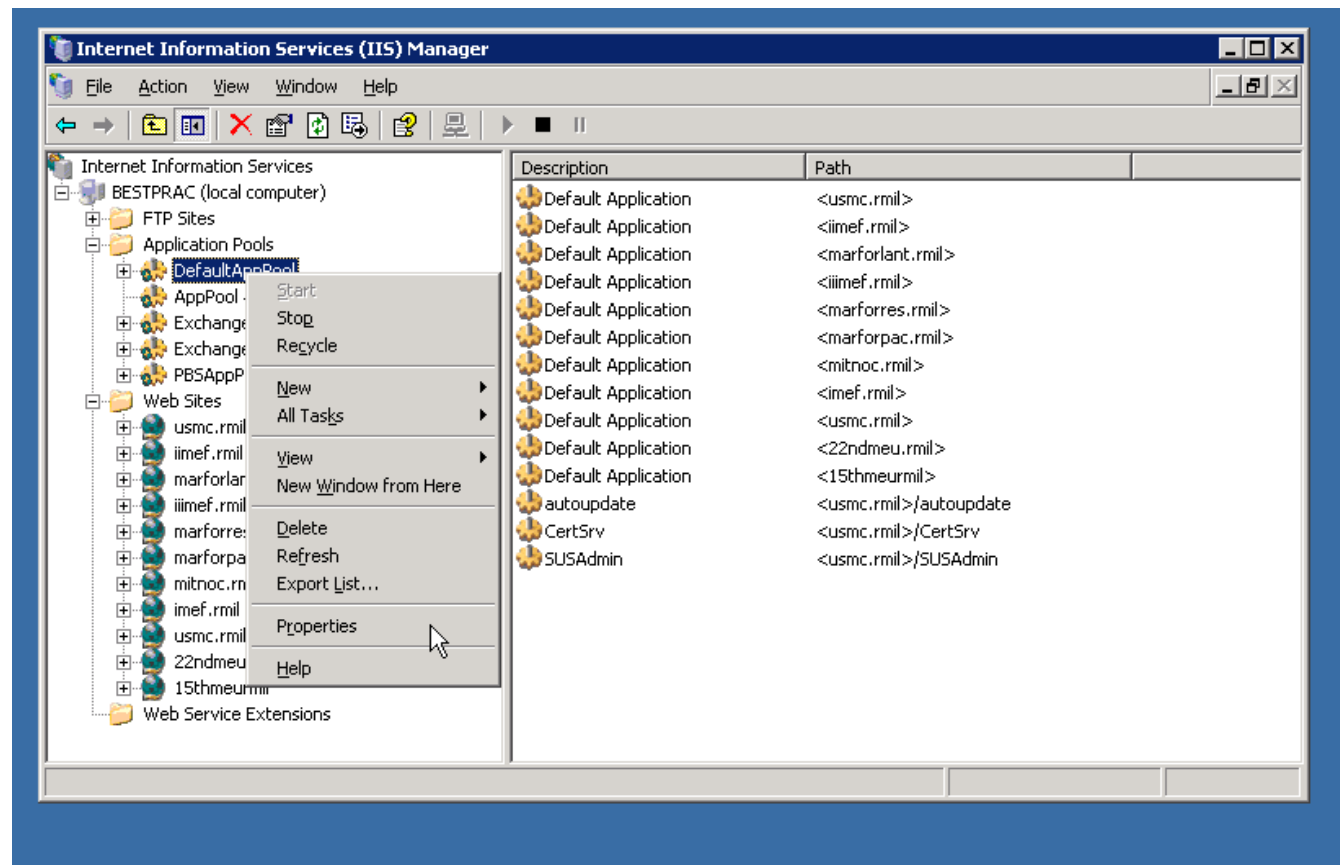 Internet Information Services (IIS) Manager
File Action View Window Help
Internet Information Services
BESTPRAC (local computer)
FTP Sites
Application Pools
DefaultAppPool
AppPool
Exchange
Exchange
PBSAppP
Web Sites
usmc.rmil
iimef.rmil
marforlar
iiimef.rmil
marforre
marforpa
mitnoc.rn
imef.rmil
usmc.rmil
22ndmeu
15thmeurmil
Web Service Extensions
Start
Stop
Recycle
New
All Tasks
View
New Window from Here
Delete
Refresh
Export List...
Properties
Help
Description Path
Default Application <usmc.rmil>
Default Application <iimef.rmil>
Default Application <marforlant.rmil>
Default Application <iiimef.rmil>
Default Application <marforres.rmil>
Default Application <marforpac.rmil>
Default Application <mitnoc.rmil>
Default Application <imef.rmil>
Default Application <usmc.rmil>
Default Application <22ndmeu.rmil>
Default Application <15thmeurmil>
autoupdate <usmc.rmil>/autoupdate
CertSrv <usmc.rmil>/CertSrv
SUSAdmin <usmc.rmil>/SUSAdmin